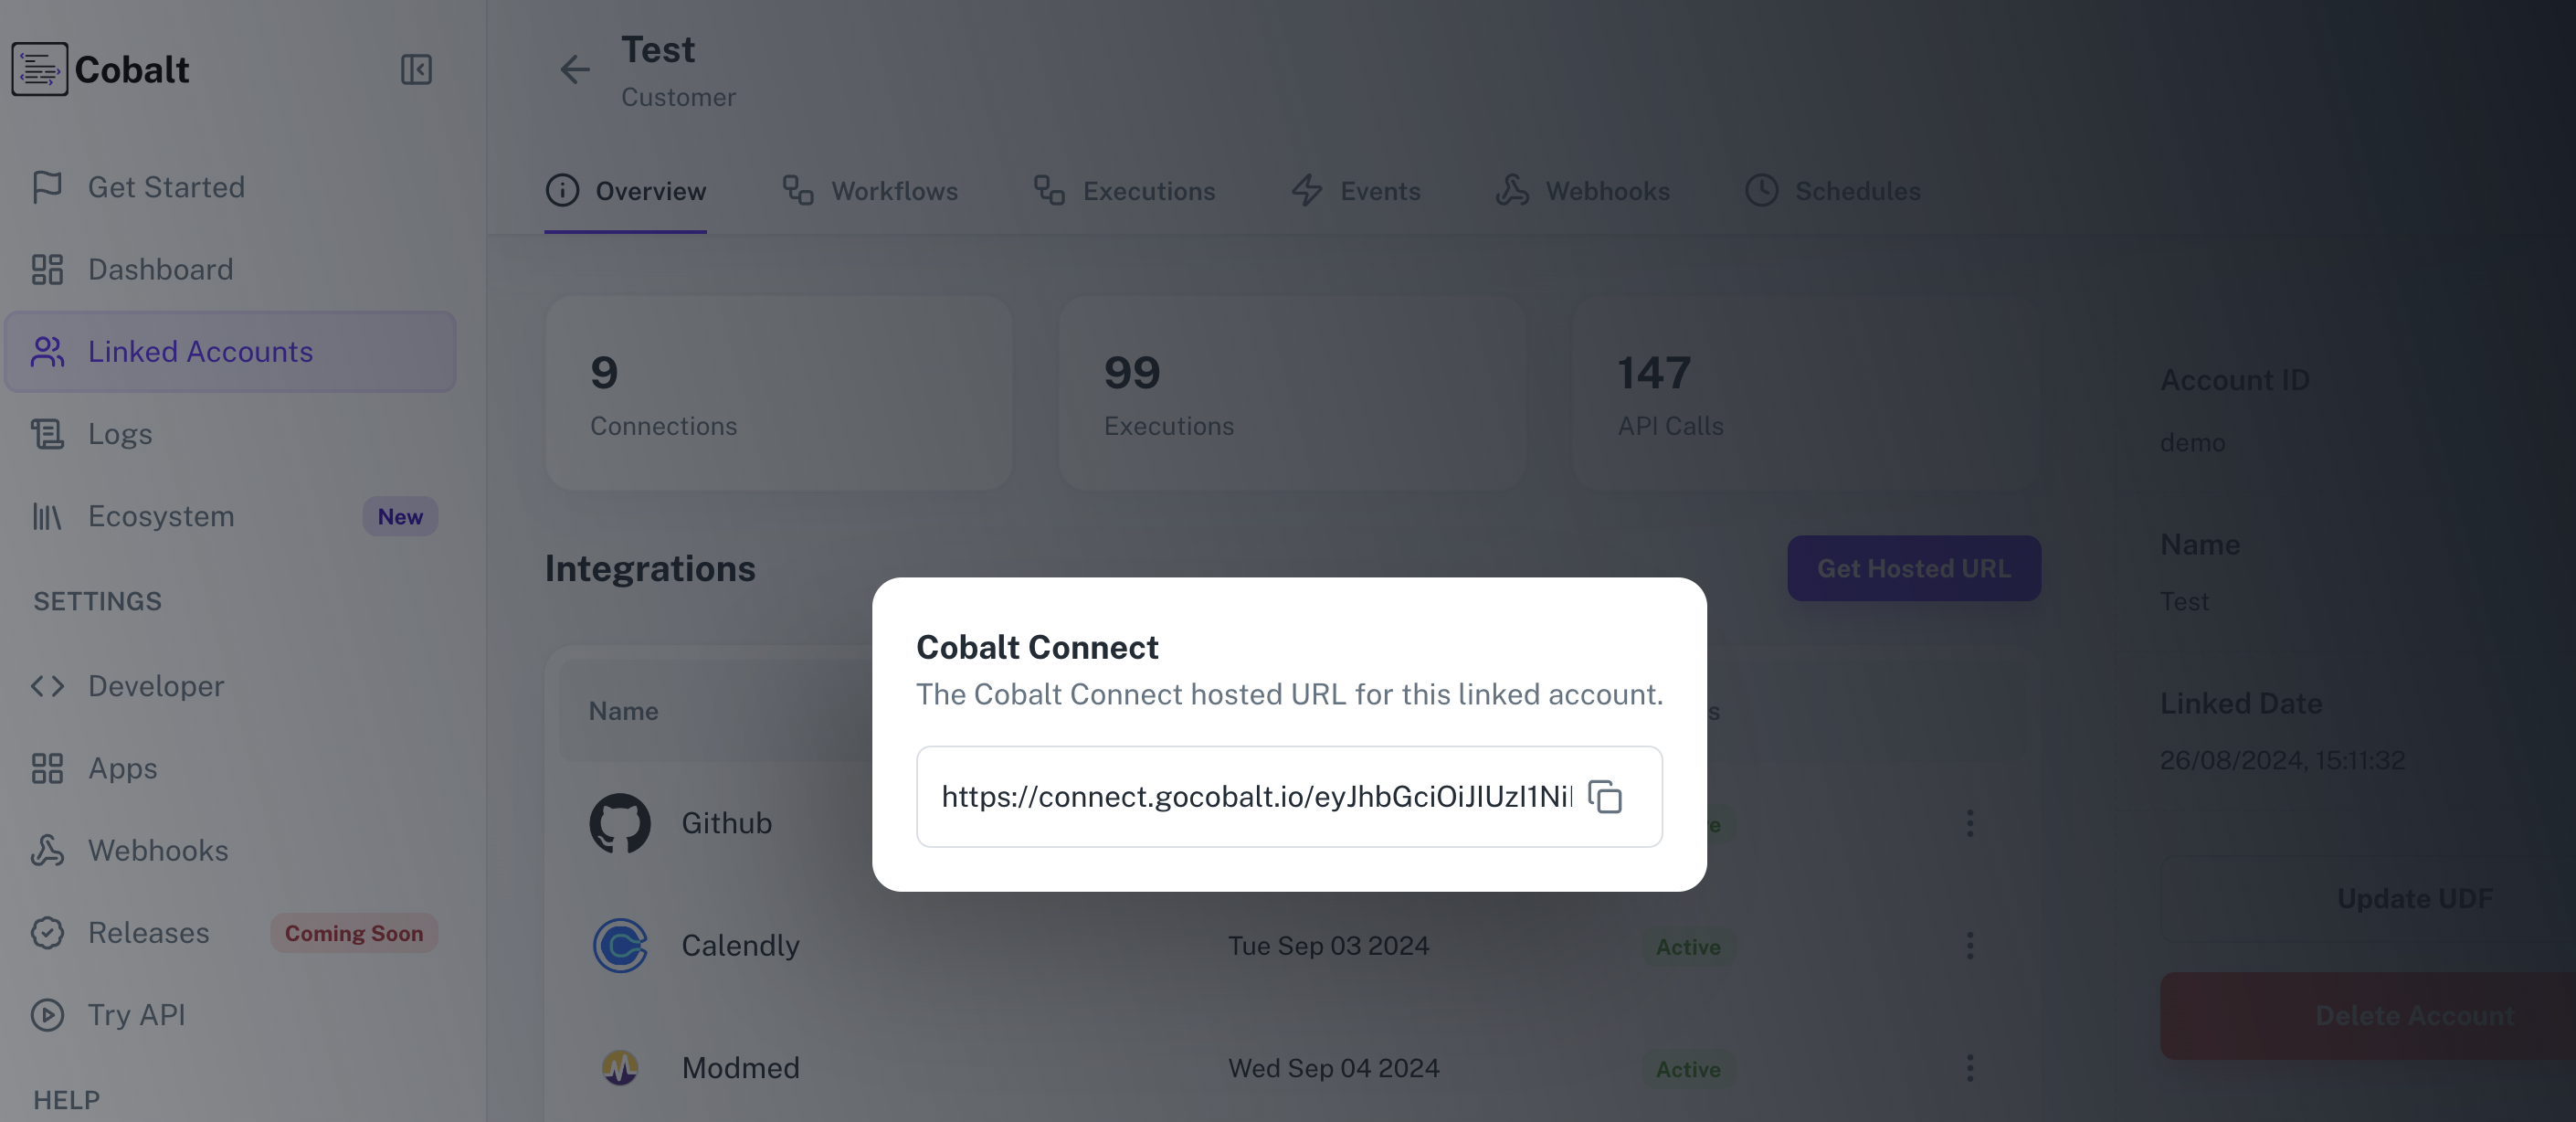 Cobalt
Get Started
Dashboard
Linked Accounts
Logs
Ecosystem
New
SETTINGS
Developer
Apps
Webhooks
Releases
Coming Soon
Try API
HELP
Test
Customer
Overview
Workflows
Executions
Events
Webhooks
Schedules
9
Connections
99
Executions
147
API Calls
Integrations
Get Hosted URL
Name
Github
Calendly
Tue Sep 03 2024
Active
Modmed
Wed Sep 04 2024
Active
Cobalt Connect
The Cobalt Connect hosted URL for this linked account.
https://connect.gocobalt.io/eyJhbGciOiJIUzI1Ni
Account ID
demo
Name
Test
Linked Date
26/08/2024, 15:11:32
Update UDF
Delete Account